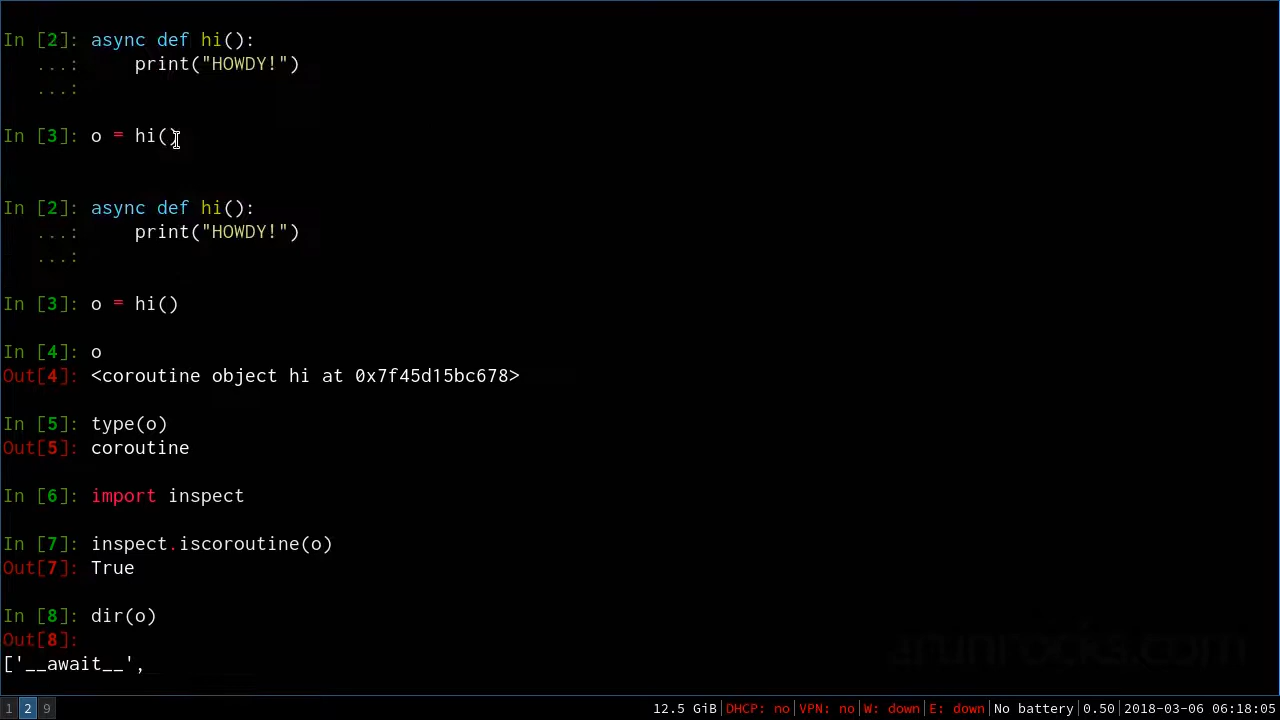 In [2]: async def hi():
   ...:     print("HOWDY!")
   ...:
In [3]: o = hi()
In [2]: async def hi():
   ...:     print("HOWDY!")
   ...:
In [3]: o = hi()
In [4]: o
Out[4]: <coroutine object hi at 0x7f45d15bc678>
In [5]: type(o)
Out[5]: coroutine
In [6]: import inspect
In [7]: inspect.iscoroutine(o)
Out[7]: True
In [8]: dir(o)
Out[8]:
['__await__',
1 2 9 12.5 GiB|DHCP: no|VPN: no|W: down|E: down|No battery|0.50|2018-03-06 06:18:05